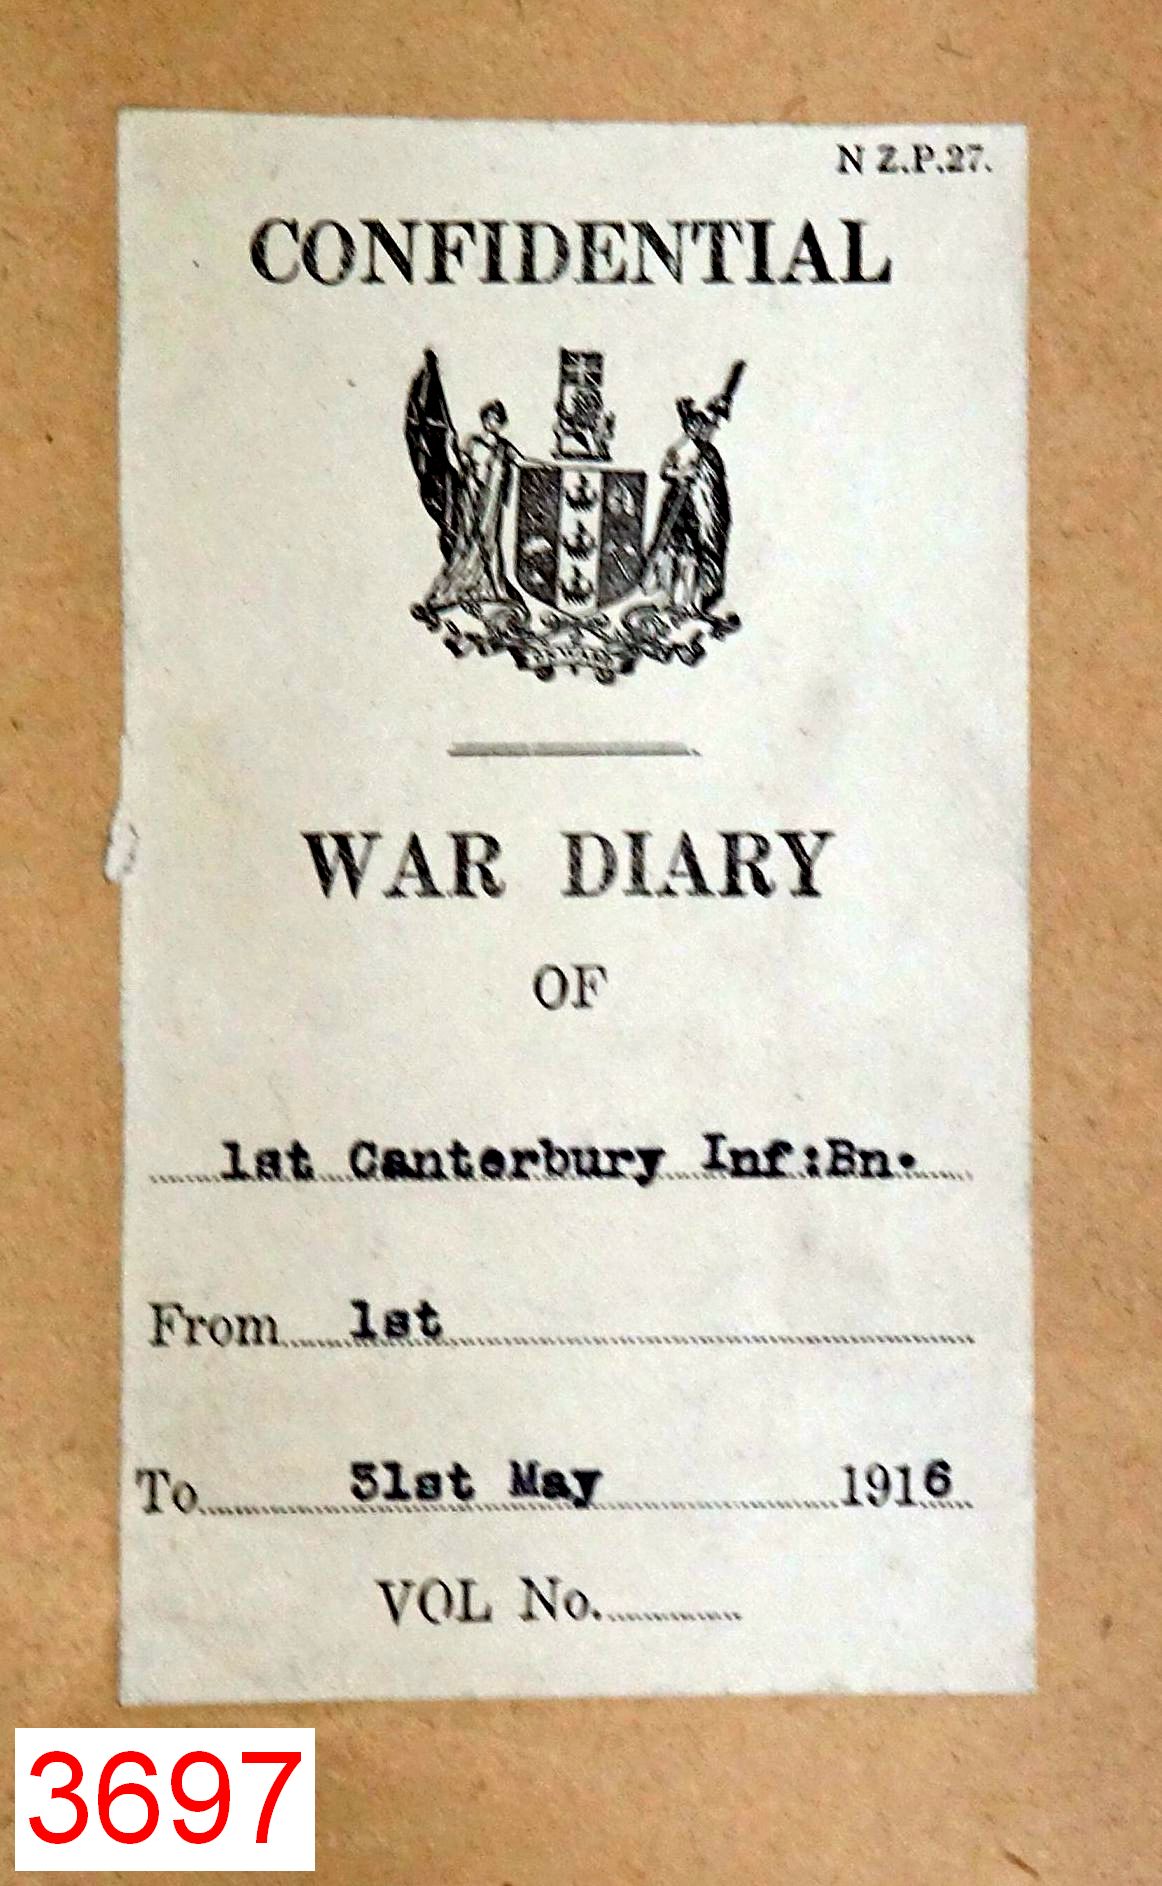 N Z.P.27.
CONFIDENTIAL
WAR DIARY
OF
1st Canterbury Inf:Bn.
From 1st
To 31st May 1916
VOL No.
3697